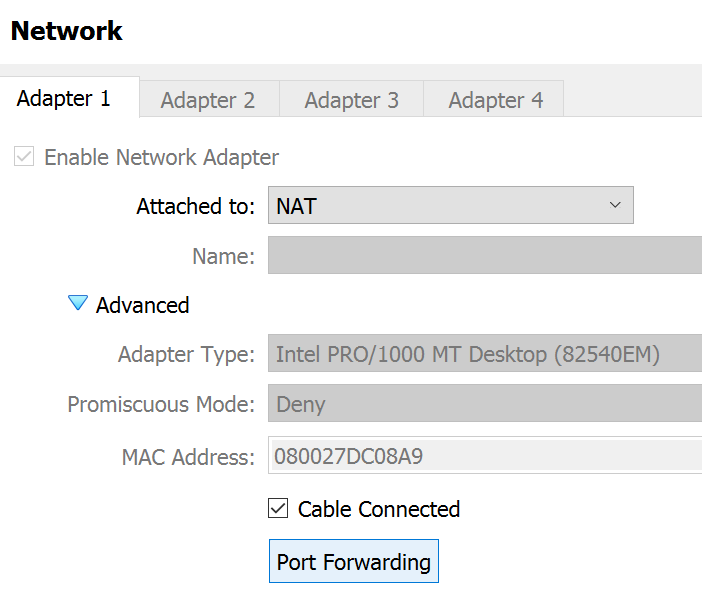 Network
Adapter 1 Adapter 2 Adapter 3 Adapter 4
Enable Network Adapter
Attached to: NAT
Name:
Advanced
Adapter Type: Intel PRO/1000 MT Desktop (82540EM)
Promiscuous Mode: Deny
MAC Address: 080027DC08A9
Cable Connected
Port Forwarding